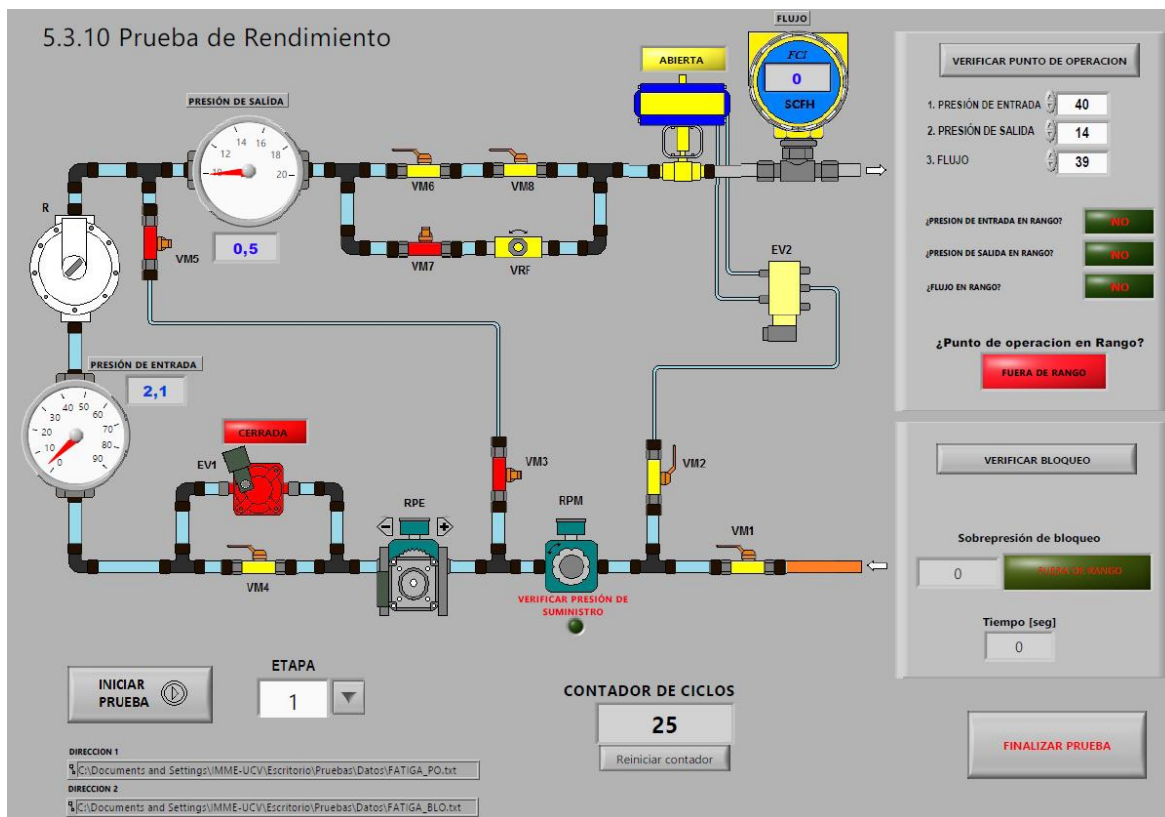 5.3.10 Prueba de Rendimiento
FLUJO
FCI
0
SCFH
ABIERTA
PRESIÓN DE SALÍDA
10 12 14 16 18 20
0,5
R
VM5
VM6
VM8
VM7
VRF
EV2
PRESIÓN DE ENTRADA
2,1
0 10 20 30 40 50 60 70 80 90
CERRADA
EV1
VM4
RPE
VM3
RPM
VM2
VM1
VERIFICAR PRESIÓN DE
SUMINISTRO
VERIFICAR PUNTO DE OPERACION
1. PRESIÓN DE ENTRADA 40
2. PRESIÓN DE SALIDA 14
3. FLUJO 39
¿PRESION DE ENTRADA EN RANGO? NO
¿PRESION DE SALIDA EN RANGO? NO
¿FLUJO EN RANGO? NO
¿Punto de operacion en Rango?
FUERA DE RANGO
VERIFICAR BLOQUEO
Sobrepresión de bloqueo
0 FUERA DE RANGO
Tiempo [seg]
0
INICIAR
PRUEBA
ETAPA
1
CONTADOR DE CICLOS
25
Reiniciar contador
FINALIZAR PRUEBA
DIRECCION 1
C:\Documents and Settings\IMME-UCV\Escritorio\Pruebas\Datos\FATIGA_PO.txt
DIRECCION 2
C:\Documents and Settings\IMME-UCV\Escritorio\Pruebas\Datos\FATIGA_BLO.txt